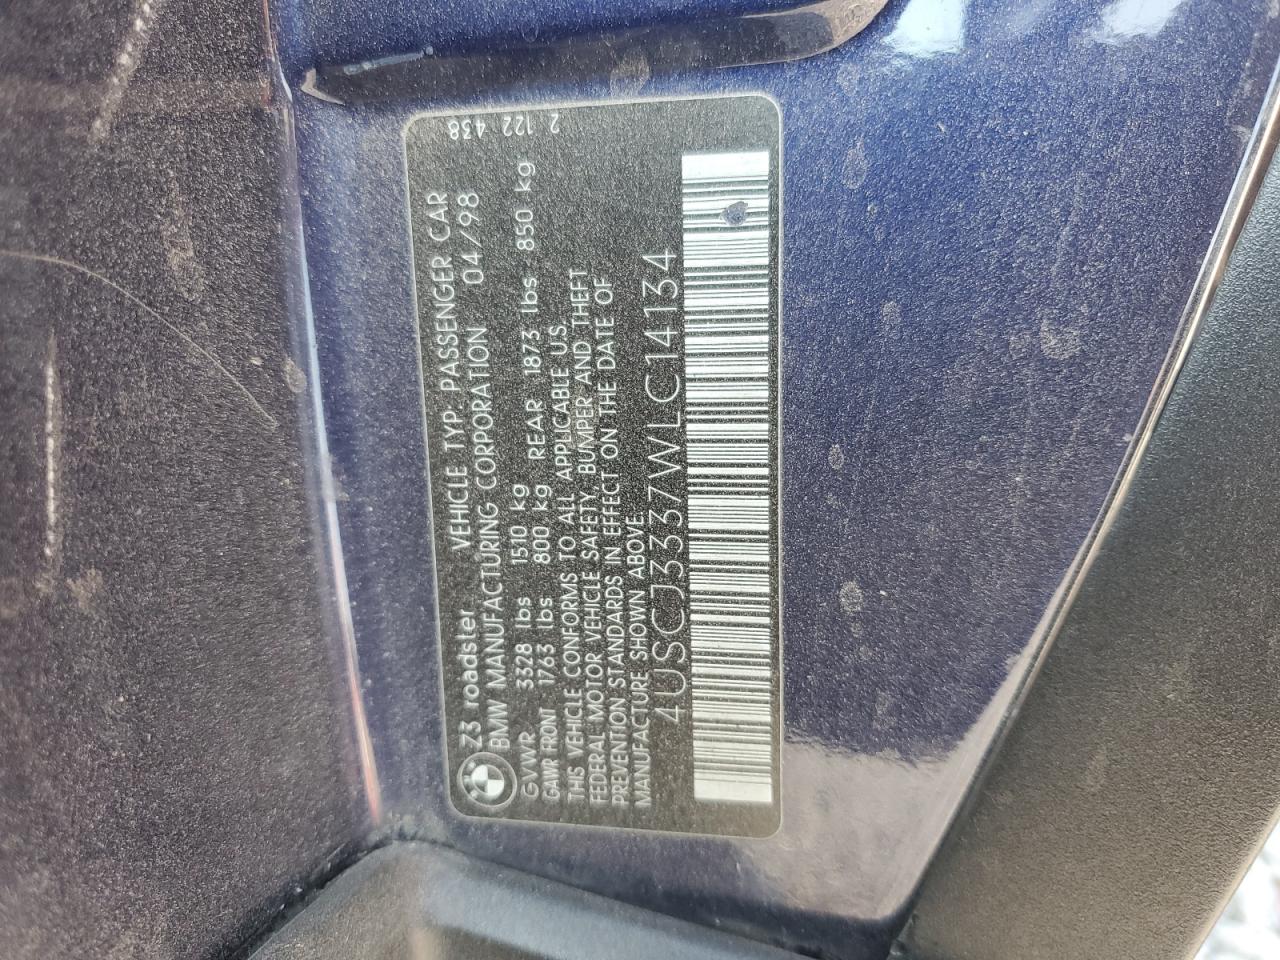 2 122 438
Z3 roadster VEHICLE TYP. PASSENGER CAR
BMW MANUFACTURING CORPORATION 04/98
GVWR 3328 lbs 1510 kg
GAWR FRONT 1763 lbs 800 kg REAR 1873 lbs 850 kg
THIS VEHICLE CONFORMS TO ALL APPLICABLE U.S.
FEDERAL MOTOR VEHICLE SAFETY, BUMPER AND THEFT
PREVENTION STANDARDS IN EFFECT ON THE DATE OF
MANUFACTURE SHOWN ABOVE.
4USCJ3337WLC14134